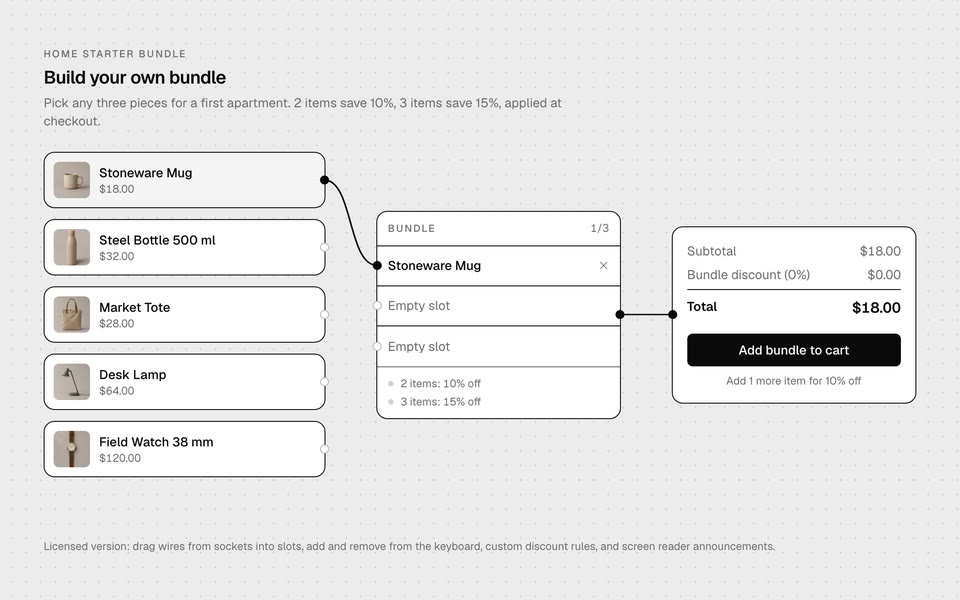 HOME STARTER BUNDLE
Build your own bundle
Pick any three pieces for a first apartment. 2 items save 10%, 3 items save 15%, applied at
checkout.
Stoneware Mug
$18.00
Steel Bottle 500 ml
$32.00
Market Tote
$28.00
Desk Lamp
$64.00
Field Watch 38 mm
$120.00
BUNDLE 1/3
Stoneware Mug ×
Empty slot
Empty slot
2 items: 10% off
3 items: 15% off
Subtotal $18.00
Bundle discount (0%) $0.00
Total $18.00
Add bundle to cart
Add 1 more item for 10% off
Licensed version: drag wires from sockets into slots, add and remove from the keyboard, custom discount rules, and screen reader announcements.